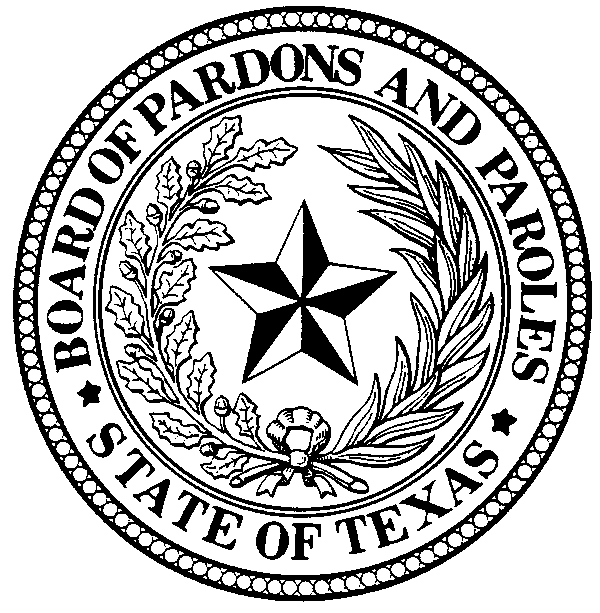 BOARD OF PARDONS AND PAROLES
STATE OF TEXAS